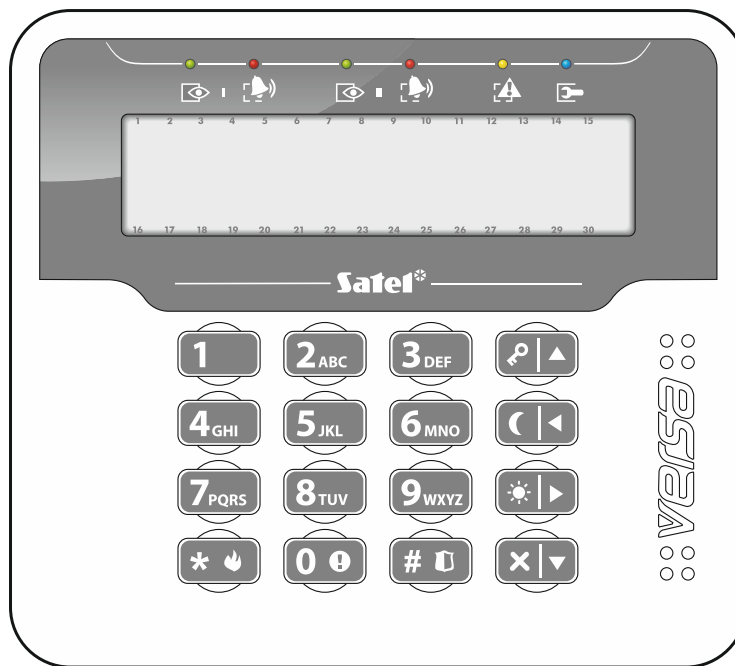 1 2 3 4 5 6 7 8 9 10 11 12 13 14 15
16 17 18 19 20 21 22 23 24 25 26 27 28 29 30
Satel
1 2ABC 3DEF
4GHI 5JKL 6MNO
7PQRS 8TUV 9WXYZ
* 0 #
versa